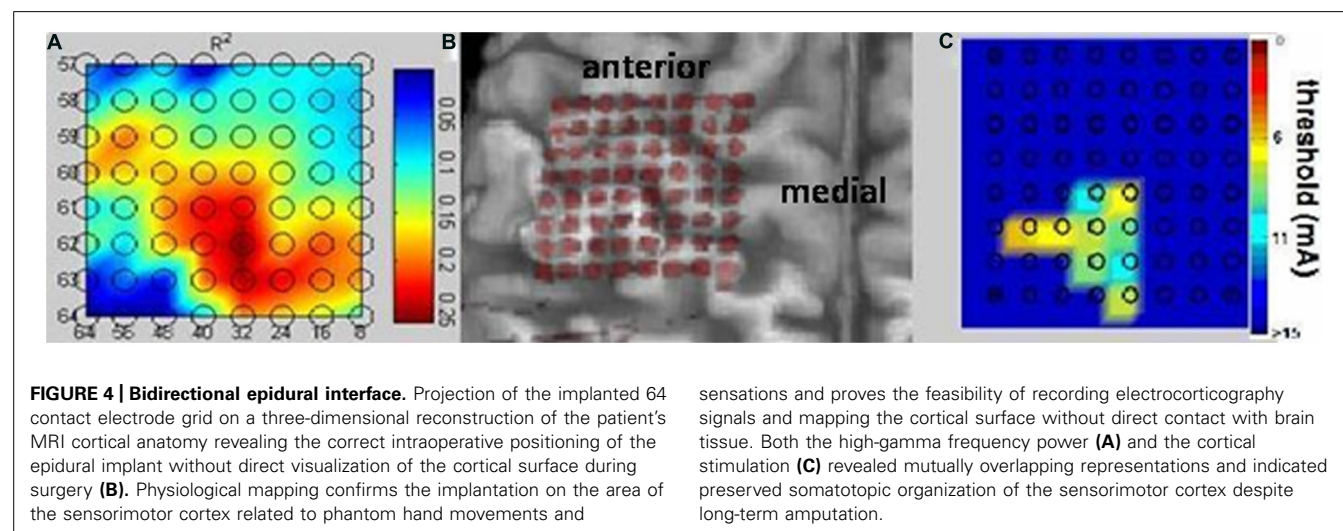 A
R²
57
58
59
60
61
62
63
64
64 56 48 40 32 24 16 8
0.05
0.1
0.15
0.2
0.25
B
anterior
medial
C
0
6
11
>15
threshold (mA)
FIGURE 4 | Bidirectional epidural interface. Projection of the implanted 64
contact electrode grid on a three-dimensional reconstruction of the patient's
MRI cortical anatomy revealing the correct intraoperative positioning of the
epidural implant without direct visualization of the cortical surface during
surgery (B). Physiological mapping confirms the implantation on the area of
the sensorimotor cortex related to phantom hand movements and
sensations and proves the feasibility of recording electrocorticography
signals and mapping the cortical surface without direct contact with brain
tissue. Both the high-gamma frequency power (A) and the cortical
stimulation (C) revealed mutually overlapping representations and indicated
preserved somatotopic organization of the sensorimotor cortex despite
long-term amputation.